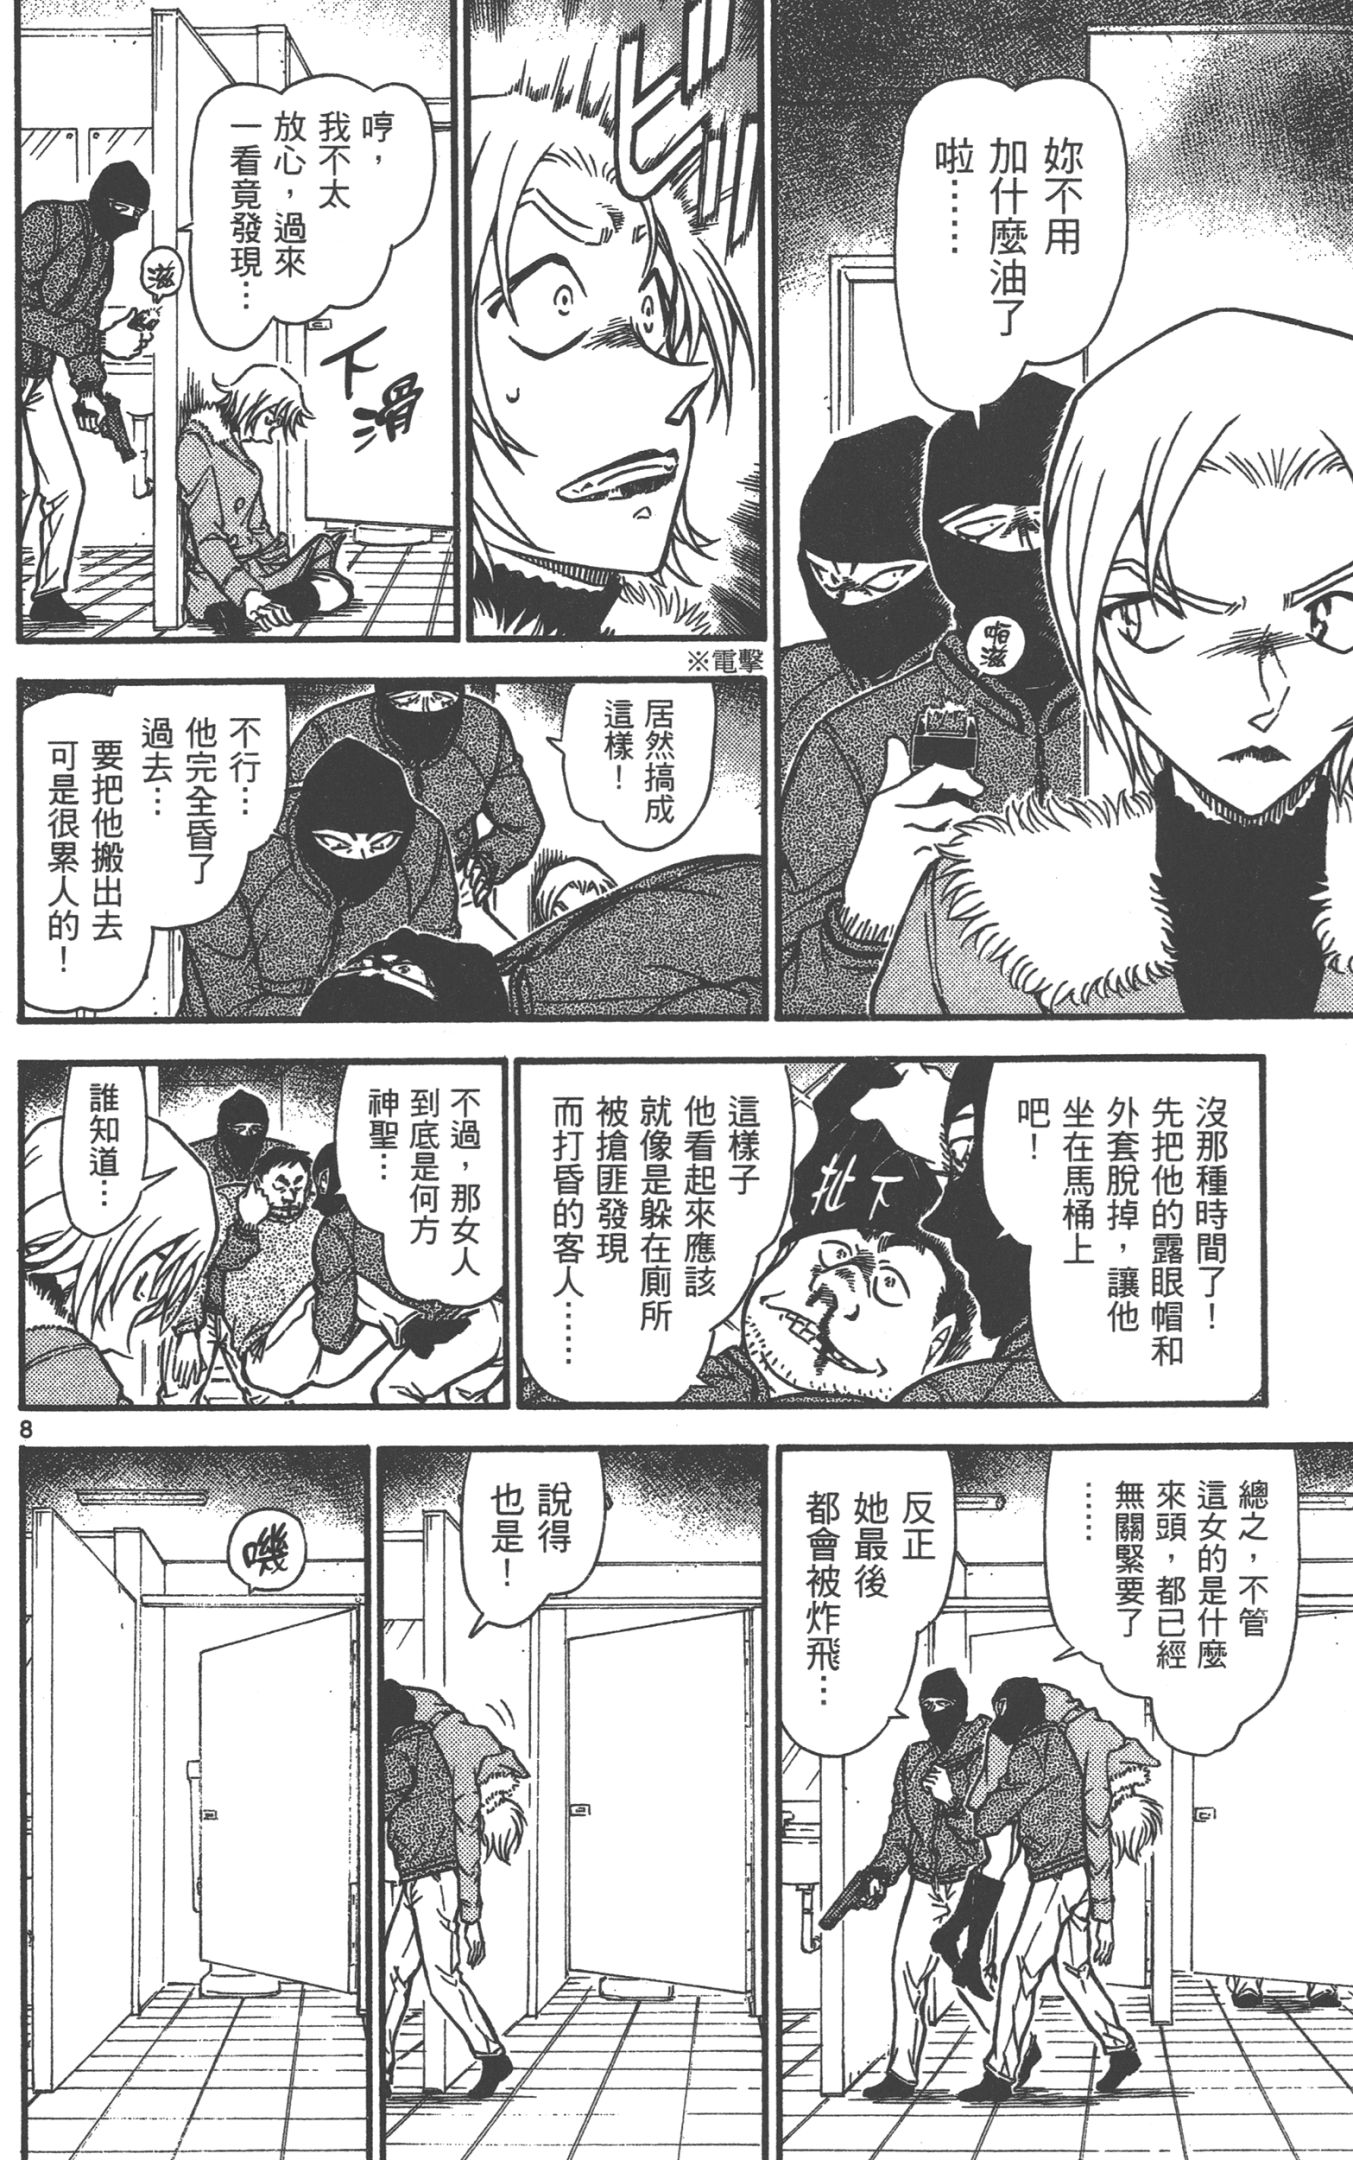 妳不用
加什麼油了
啦……
啪滋
※電擊
哼，
我不太
放心，過來
一看竟發現…
滋
下
滑
居然搞成
這樣！
不行…
他完全昏了
過去…
要把他搬出去
可是很累人的！
沒那種時間了！
先把他的露眼帽和
外套脫掉，讓他
坐在馬桶上
吧！
扯下
這樣子
他看起來應該
就像是躲在廁所
被搶匪發現
而打昏的客人……
不過，那女人
到底是何方
神聖…
誰知道…
8
總之，不管
這女的是什麼
來頭，都已經
無關緊要了
……
反正
她最後
都會被炸飛…
說得
也是！
嘰